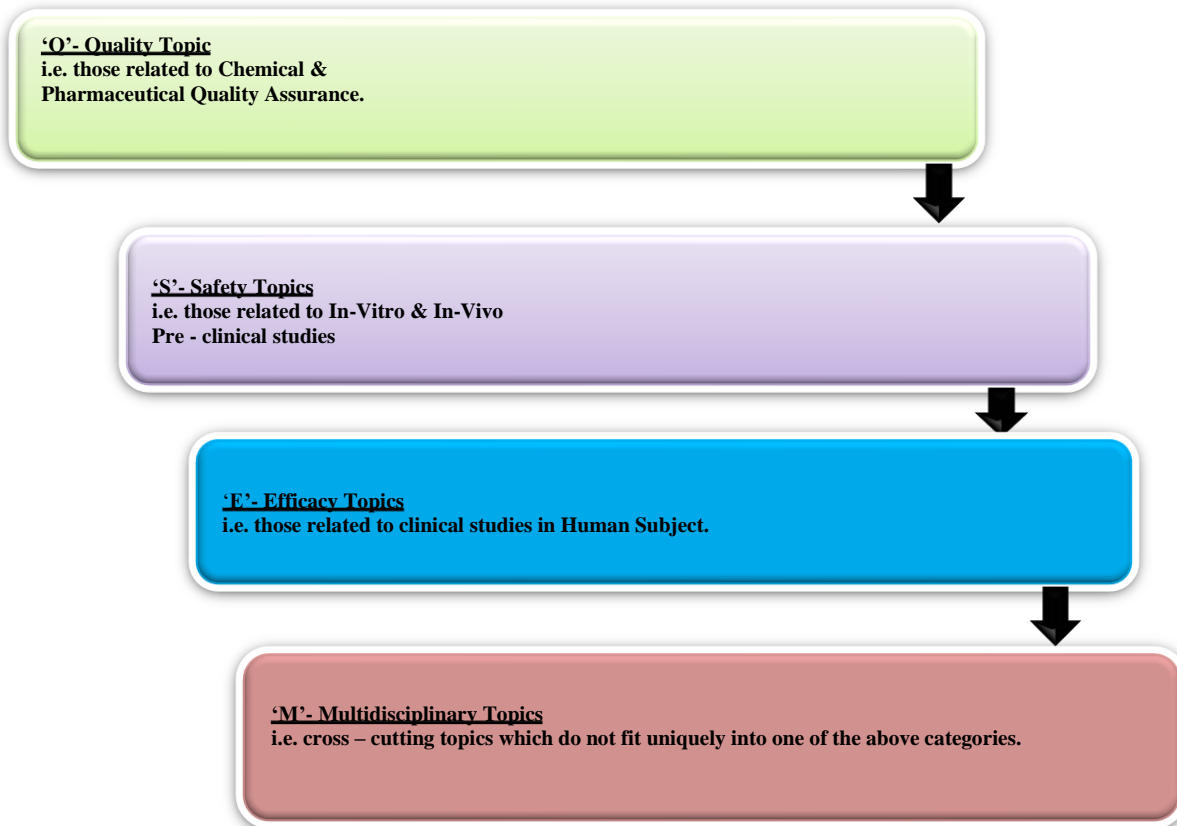 ‘Q’- Quality Topic
i.e. those related to Chemical &
Pharmaceutical Quality Assurance.
‘S’- Safety Topics
i.e. those related to In-Vitro & In-Vivo
Pre - clinical studies
‘E’- Efficacy Topics
i.e. those related to clinical studies in Human Subject.
‘M’- Multidisciplinary Topics
i.e. cross – cutting topics which do not fit uniquely into one of the above categories.